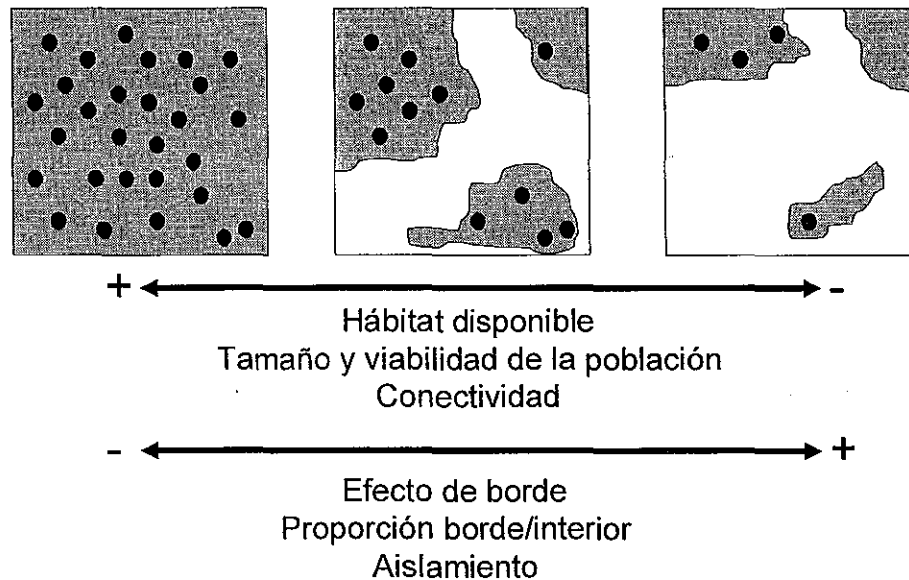 + -
Hábitat disponible
Tamaño y viabilidad de la población
Conectividad
- +
Efecto de borde
Proporción borde/interior
Aislamiento